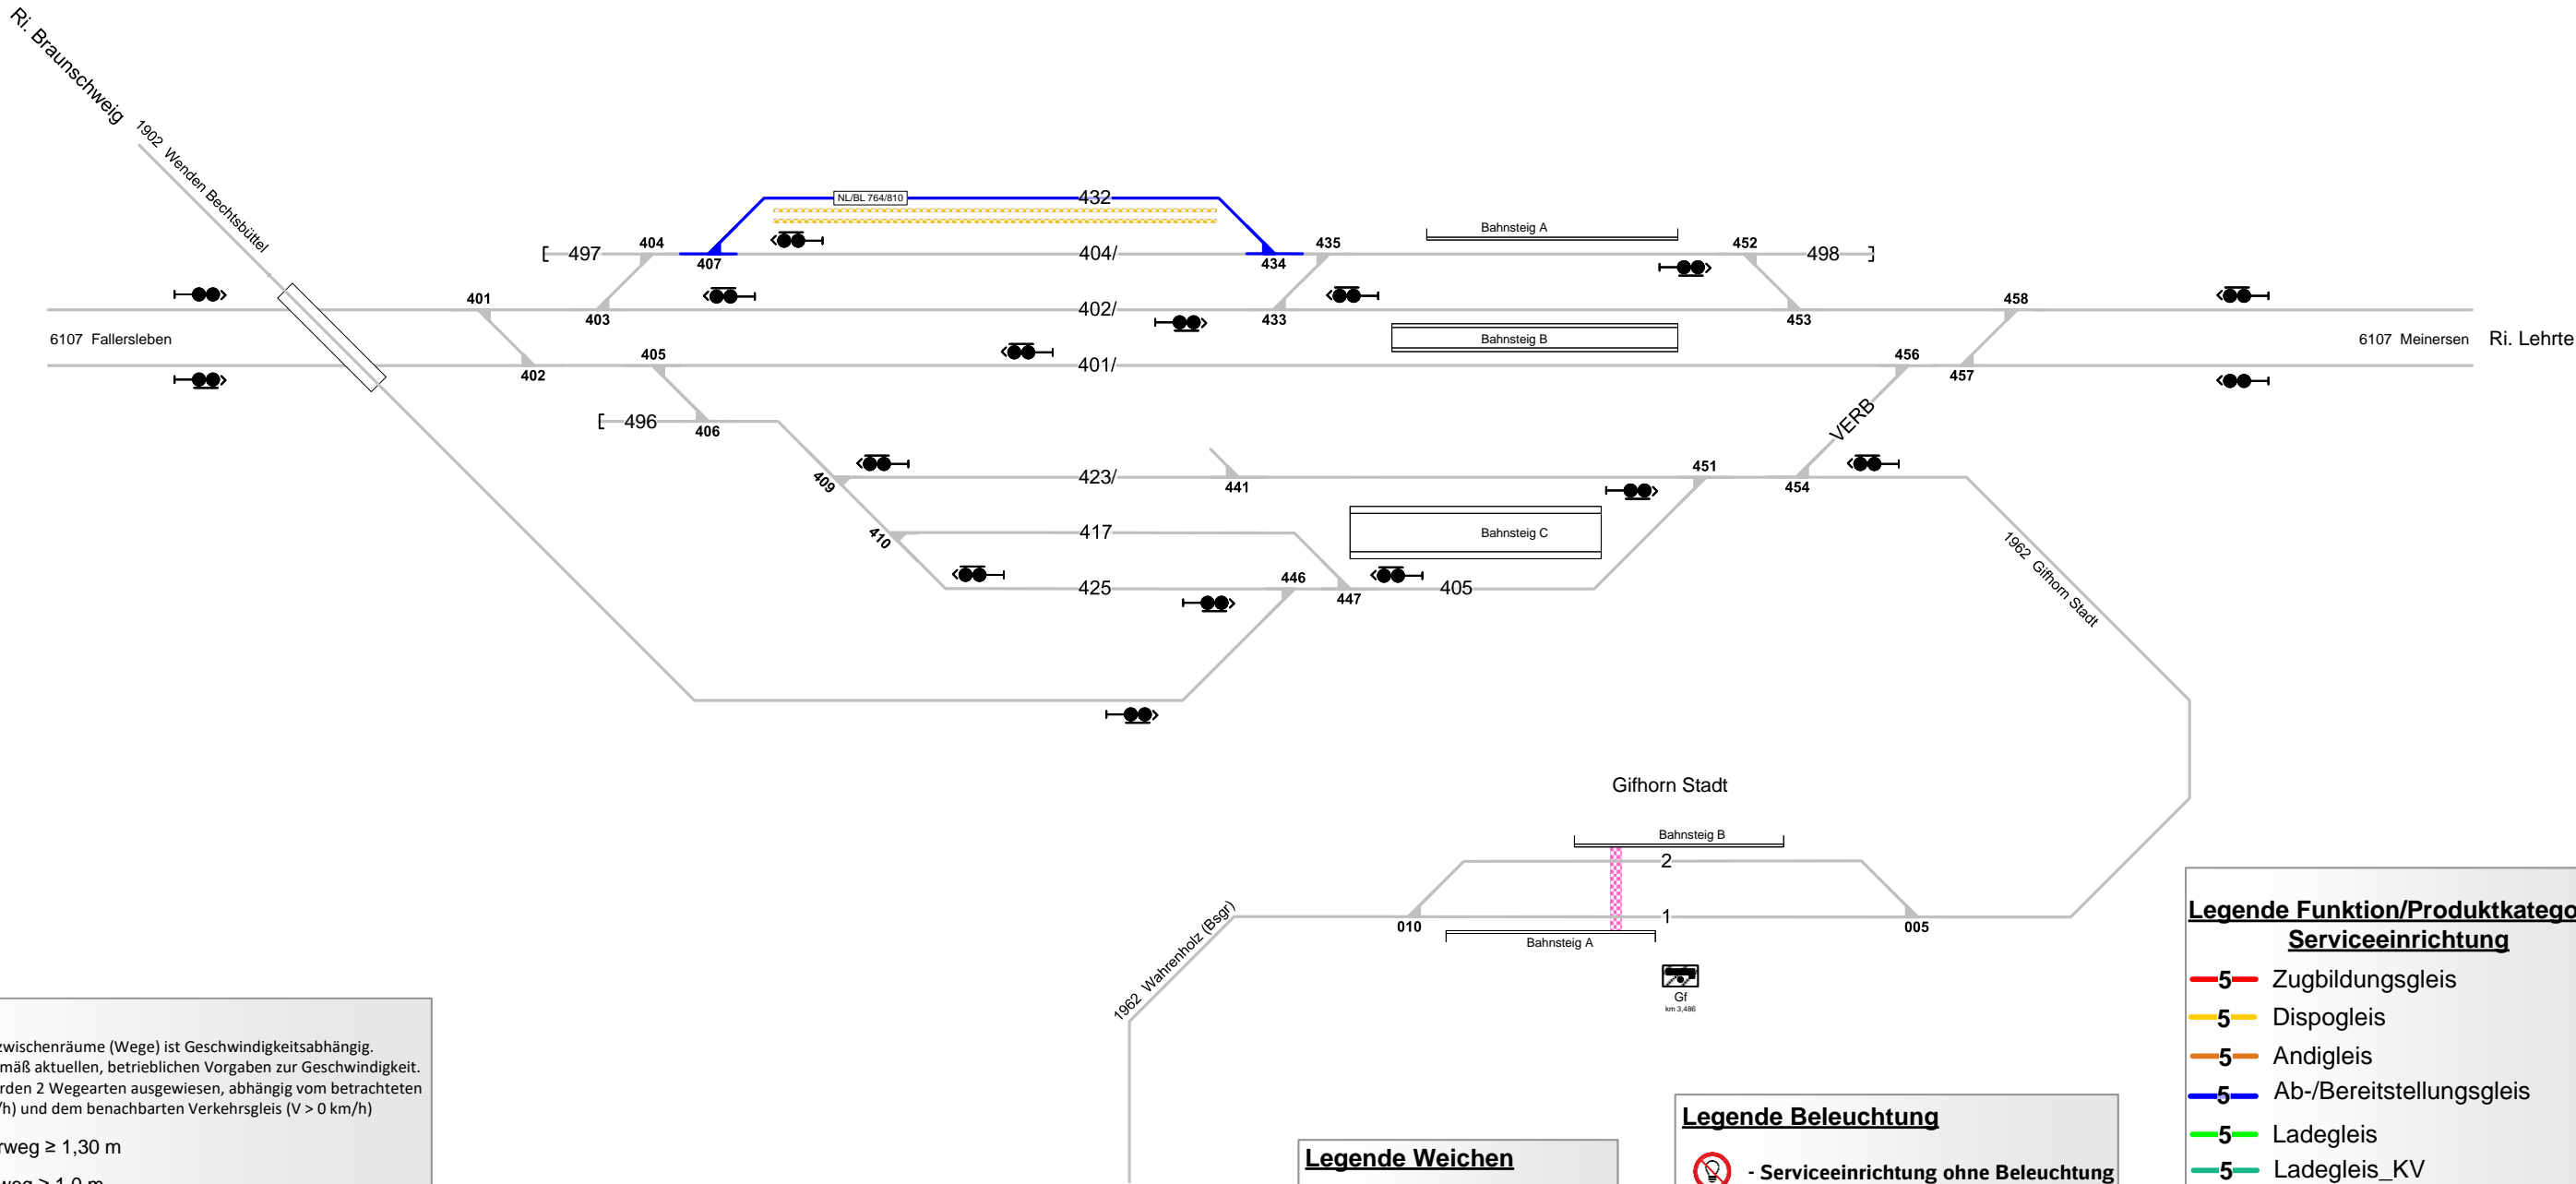 Ri. Braunschweig
1902 Wenden Bechtsbüttel
NL/BL 764/810
432
Bahnsteig A
497
404
407
404/
434
435
452
498
401
403
402/
433
453
458
6107 Fallersleben
Bahnsteig B
6107 Meinersen
Ri. Lehrte
402
405
401/
456
457
496
406
VERB
409
423/
441
451
454
410
417
Bahnsteig C
1962 Gifhorn Stadt
425
446
447
405
Gifhorn Stadt
Bahnsteig B
2
1962 Wahrenholz (Bsgr)
010
1
005
Bahnsteig A
Gf
km 3,486
zwischenräume (Wege) ist Geschwindigkeitsabhängig.
mäß aktuellen, betrieblichen Vorgaben zur Geschwindigkeit.
rden 2 Wegearten ausgewiesen, abhängig vom betrachteten
/h) und dem benachbarten Verkehrsgleis (V > 0 km/h)
rweg ≥ 1,30 m
Legende Weichen
Legende Beleuchtung
- Serviceeinrichtung ohne Beleuchtung
Legende Funktion/Produktkatego
Serviceeinrichtung
5 Zugbildungsgleis
5 Dispogleis
5 Andigleis
5 Ab-/Bereitstellungsgleis
5 Ladegleis
5 Ladegleis_KV